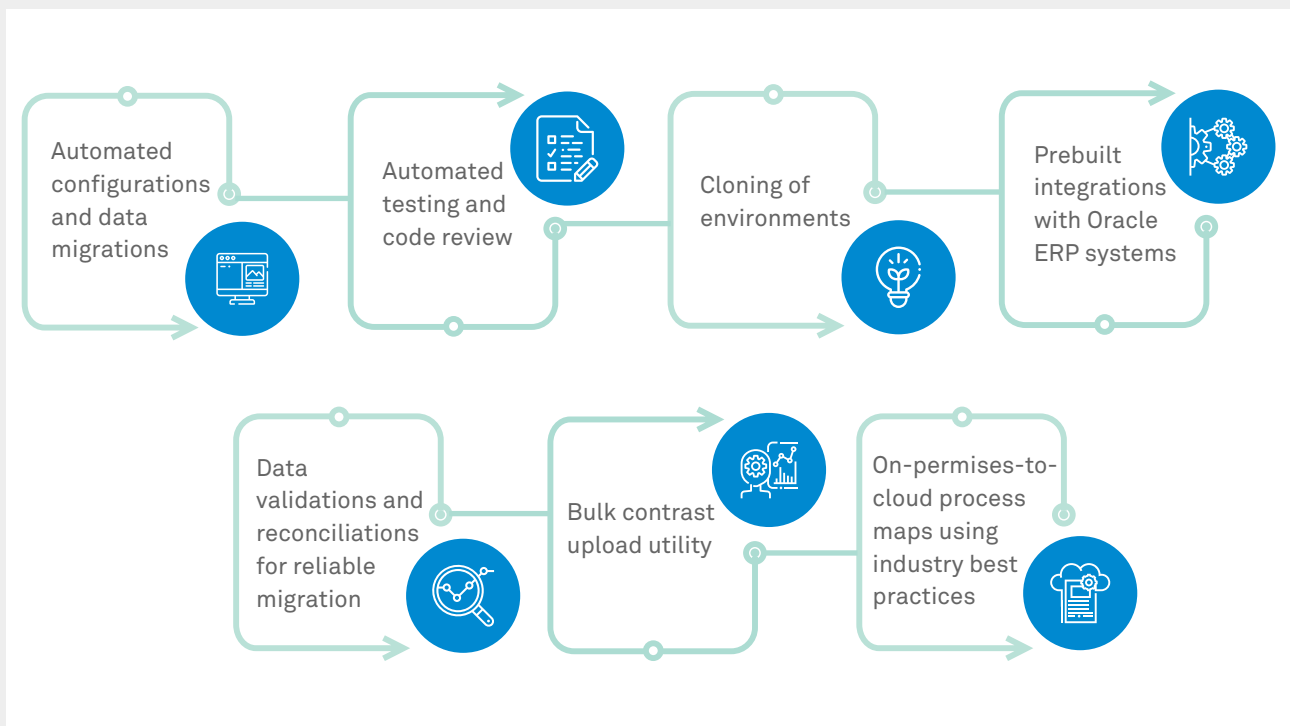 Automated
configurations
and data
migrations
Automated
testing and
code review
Cloning of
environments
Prebuilt
integrations
with Oracle
ERP systems
Data
validations and
reconciliations
for reliable
migration
Bulk contrast
upload utility
On-permises-to-
cloud process
maps using
industry best
practices